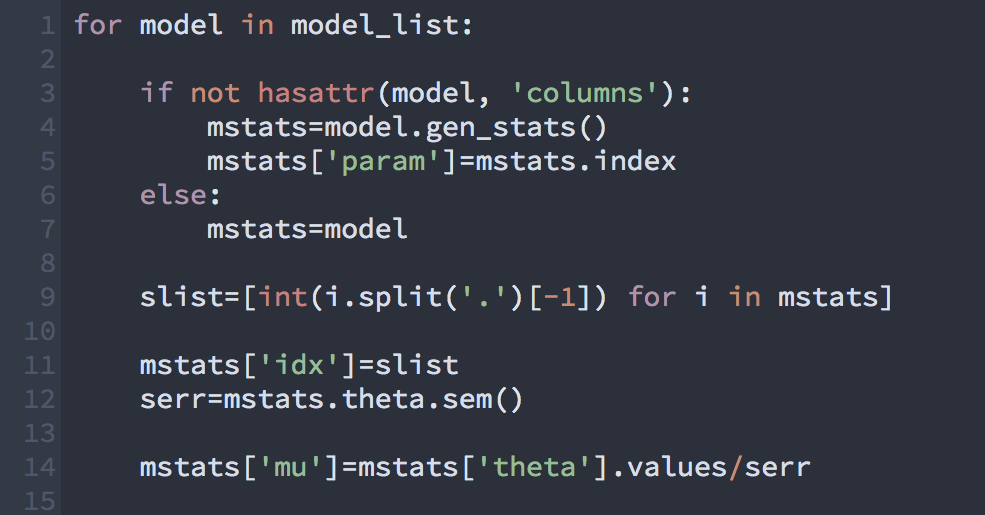 1 for model in model_list:
2
3     if not hasattr(model, 'columns'):
4         mstats=model.gen_stats()
5         mstats['param']=mstats.index
6     else:
7         mstats=model
8
9     slist=[int(i.split('.')[-1]) for i in mstats]
10
11     mstats['idx']=slist
12     serr=mstats.theta.sem()
13
14     mstats['mu']=mstats['theta'].values/serr
15